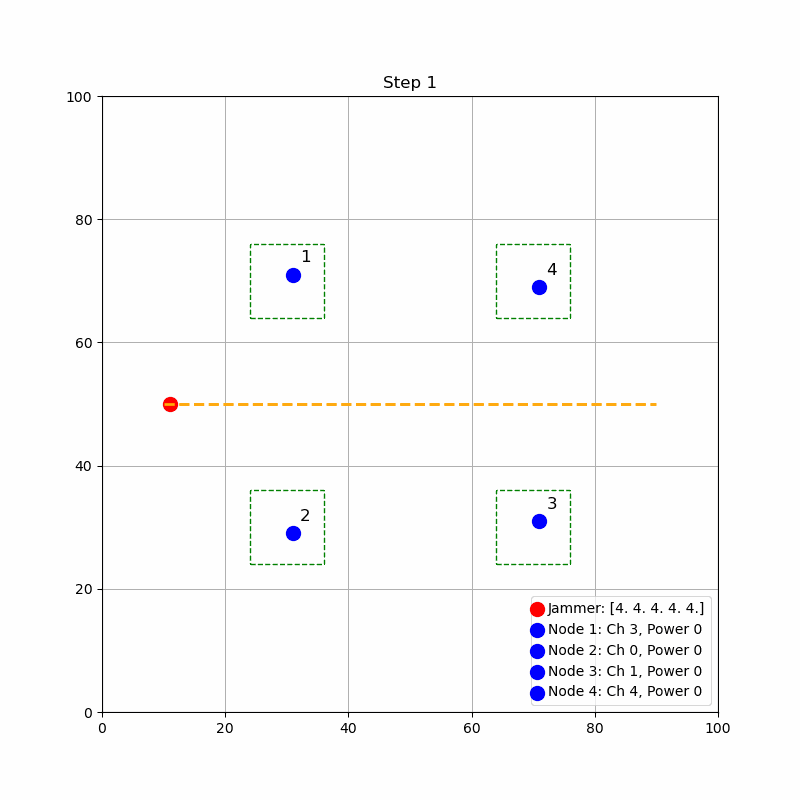 Step 1
100
80
60
40
20
0
0 20 40 60 80 100
1
4
2
3
Jammer: [4. 4. 4. 4. 4.]
Node 1: Ch 3, Power 0
Node 2: Ch 0, Power 0
Node 3: Ch 1, Power 0
Node 4: Ch 4, Power 0